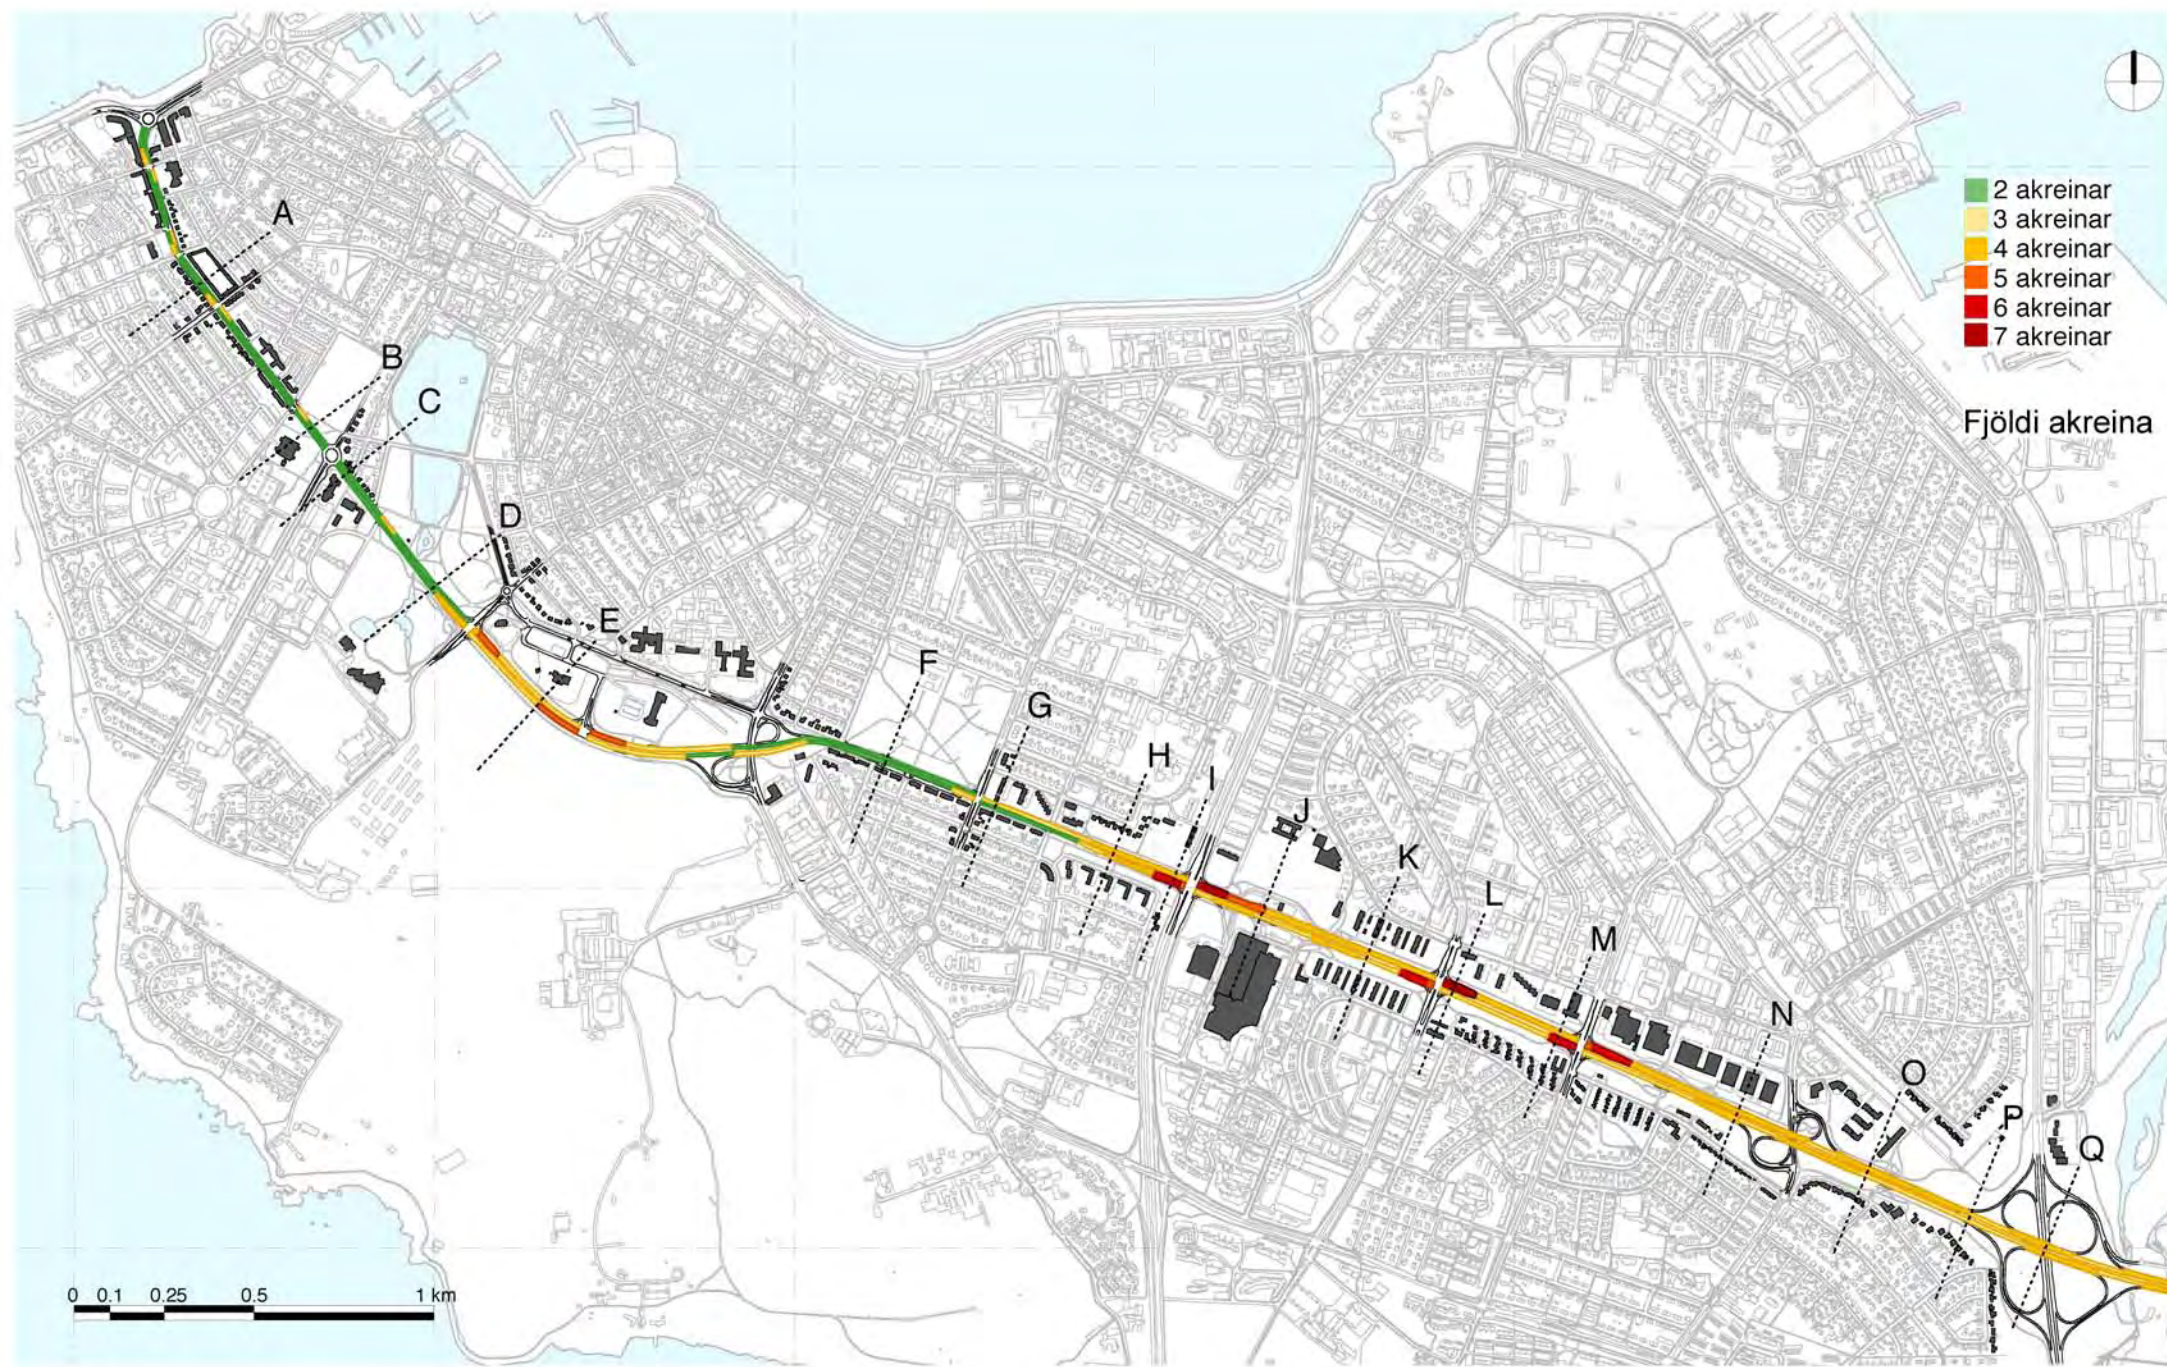 2 akreinar
3 akreinar
4 akreinar
5 akreinar
6 akreinar
7 akreinar
Fjöldi akreina
A
B
C
D
E
F
G
H
I
J
K
L
M
N
O
P
Q
0 0.1 0.25 0.5 1 km